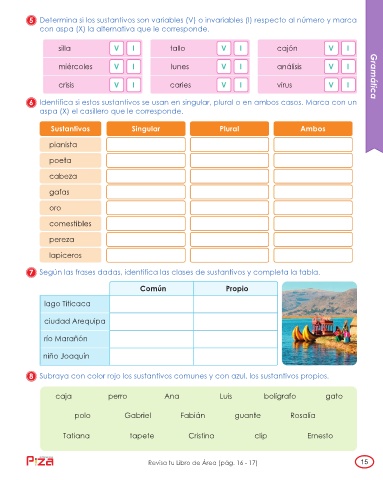 5 Determina si los sustantivos son variables (V) o invariables (I) respecto al número y marca
con aspa (X) la alternativa que le corresponde.
silla V I tallo V I cajón V I
miércoles V I lunes V I análisis V I
crisis V I caries V I virus V I
Gramática
6 Identifica si estos sustantivos se usan en singular, plural o en ambos casos. Marca con un
aspa (X) el casillero que le corresponde.
Sustantivos Singular Plural Ambos
pianista
poeta
cabeza
gafas
oro
comestibles
pereza
lapiceros
7 Según las frases dadas, identifica las clases de sustantivos y completa la tabla.
Común Propio
lago Titicaca
ciudad Arequipa
río Marañón
niño Joaquín
8 Subraya con color rojo los sustantivos comunes y con azul, los sustantivos propios.
caja perro Ana Luis bolígrafo gato
polo Gabriel Fabián guante Rosalía
Tatiana tapete Cristina clip Ernesto
Revisa tu Libro de Área (pág. 16 - 17) 15